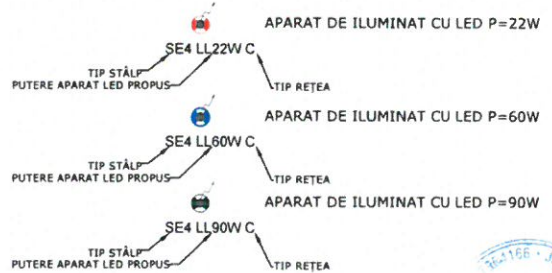 APARAT DE ILUMINAT CU LED P=22W
SE4 LL22W C
TIP STÂLP
PUTERE APARAT LED PROPUS
TIP REȚEA
APARAT DE ILUMINAT CU LED P=60W
SE4 LL60W C
TIP STÂLP
PUTERE APARAT LED PROPUS
TIP REȚEA
APARAT DE ILUMINAT CU LED P=90W
SE4 LL90W C
TIP STÂLP
PUTERE APARAT LED PROPUS
TIP REȚEA